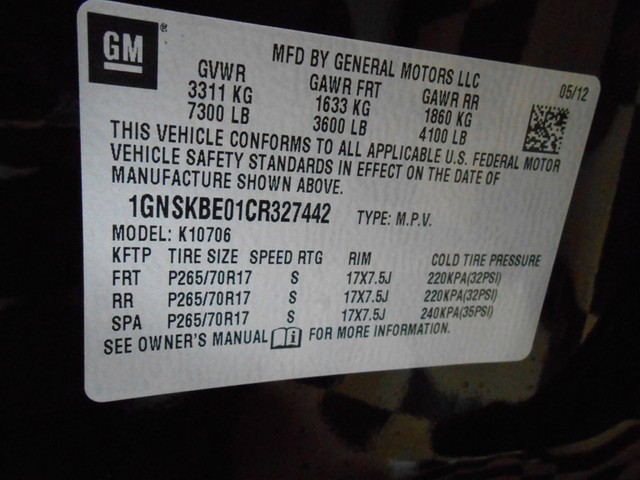 GM ®
MFD BY GENERAL MOTORS LLC
05/12
GVWR GAWR FRT GAWR RR
3311 KG 1633 KG 1860 KG
7300 LB 3600 LB 4100 LB
THIS VEHICLE CONFORMS TO ALL APPLICABLE U.S. FEDERAL MOTOR
VEHICLE SAFETY STANDARDS IN EFFECT ON THE DATE OF
MANUFACTURE SHOWN ABOVE.
1GNSKBE01CR327442 TYPE: M.P.V.
MODEL: K10706
KFTP TIRE SIZE SPEED RTG RIM COLD TIRE PRESSURE
FRT P265/70R17 S 17X7.5J 220KPA(32PSI)
RR P265/70R17 S 17X7.5J 220KPA(32PSI)
SPA P265/70R17 S 17X7.5J 240KPA(35PSI)
SEE OWNER'S MANUAL i FOR MORE INFORMATION.